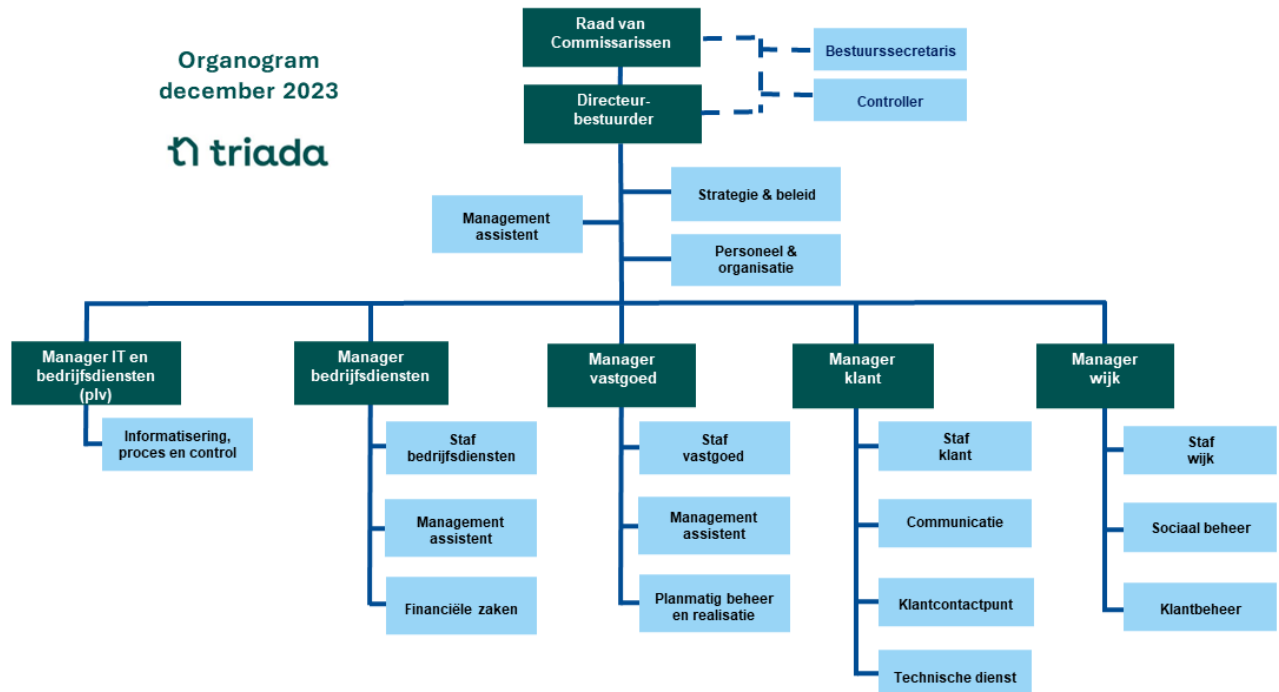 Organogram
december 2023
triada
Raad van
Commissarissen
Bestuurssecretaris
Controller
Directeur-
bestuurder
Strategie & beleid
Management
assistent
Personeel &
organisatie
Manager IT en
bedrijfsdiensten
(plv)
Informatisering,
proces en control
Manager
bedrijfsdiensten
Staf
bedrijfsdiensten
Management
assistent
Financiële zaken
Manager
vastgoed
Staf
vastgoed
Management
assistent
Planmatig beheer
en realisatie
Manager
klant
Staf
klant
Communicatie
Klantcontactpunt
Technische dienst
Manager
wijk
Staf
wijk
Sociaal beheer
Klantbeheer